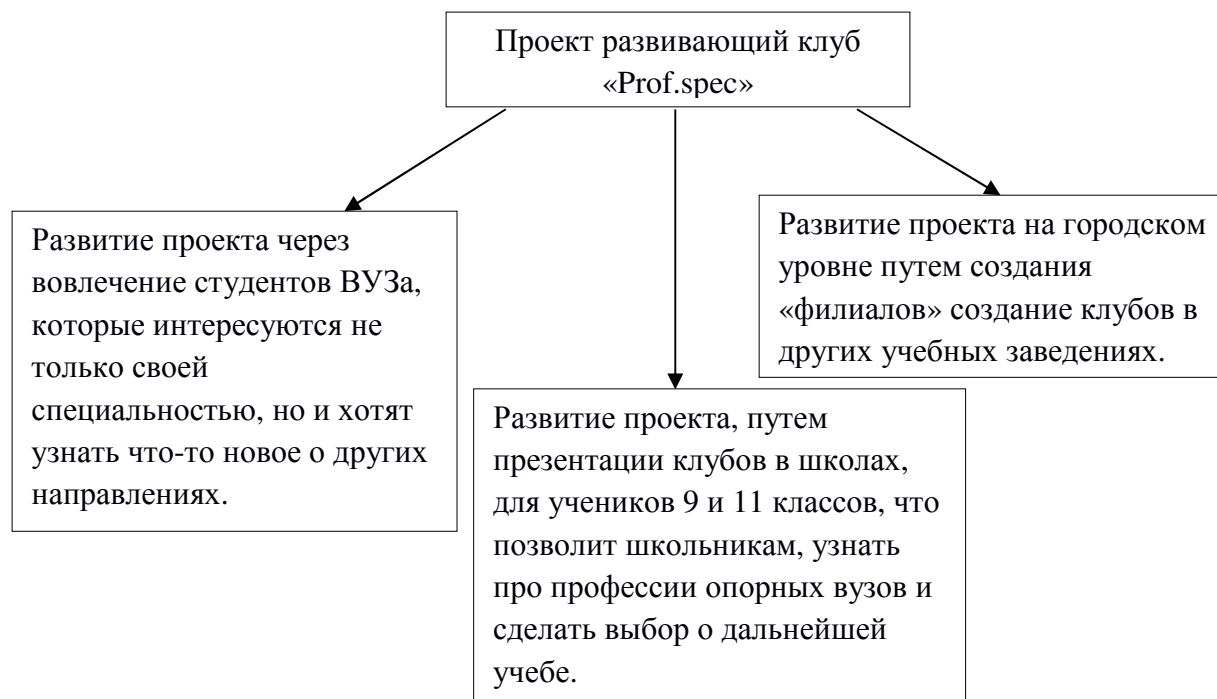 Проект развивающий клуб
«Prof.spec»
Развитие проекта через
вовлечение студентов ВУЗа,
которые интересуются не
только своей
специальностью, но и хотят
узнать что-то новое о других
направлениях.
Развитие проекта, путем
презентации клубов в школах,
для учеников 9 и 11 классов, что
позволит школьникам, узнать
про профессии опорных вузов и
сделать выбор о дальнейшей
учебе.
Развитие проекта на городском
уровне путем создания
«филиалов» создание клубов в
других учебных заведениях.